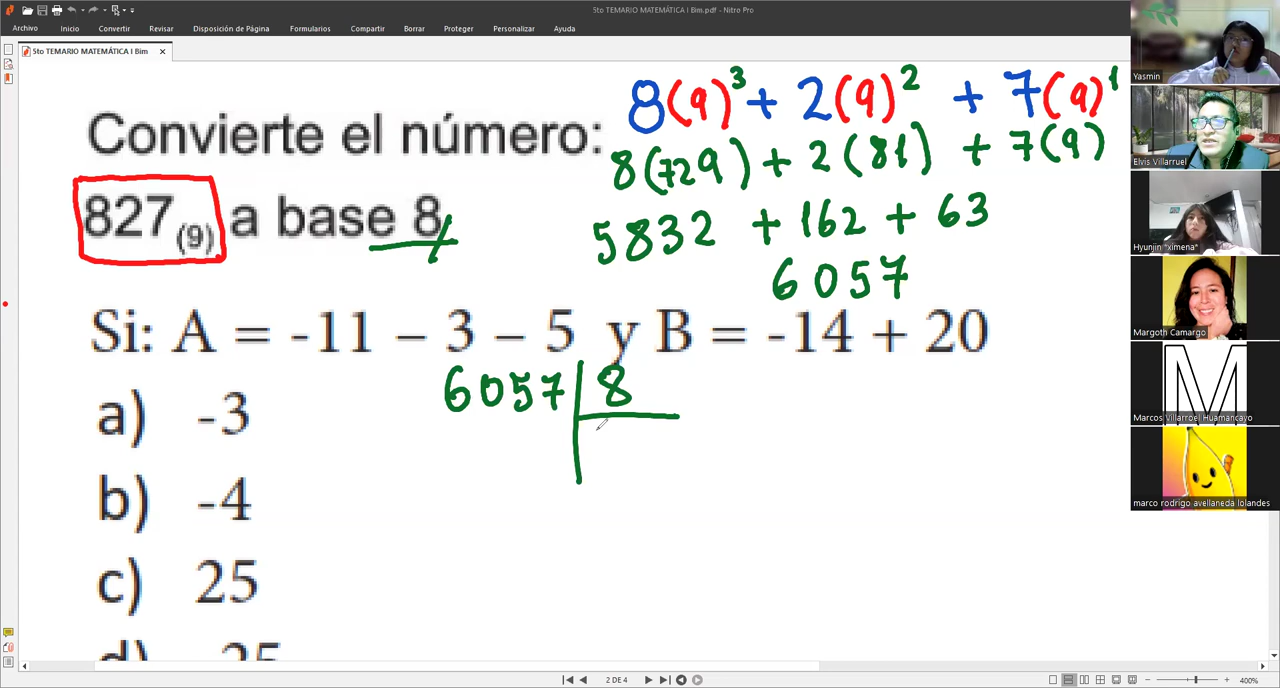 5to TEMARIO MATEMÁTICA I Bim.pdf - Nitro Pro
Archivo Inicio Convertir Revisar Disposición de Página Formularios Compartir Borrar Proteger Personalizar Ayuda
5to TEMARIO MATEMÁTICA I Bim
8(9)³ + 2(9)² + 7(9)¹
Convierte el número:
8(729) + 2(81) + 7(9)
827(9) a base 8
5832 + 162 + 63
6057
Si: A = -11 – 3 – 5 y B = -14 + 20
6057 8
a) -3
b) -4
c) 25
d) -25
2 DE 4
400%
Yasmin
Elvis Villarruel
Hyunjin "ximena"
Margoth Camargo
M
Marcos Villarroel Huamancayo
marco rodrigo avellaneda lolandes